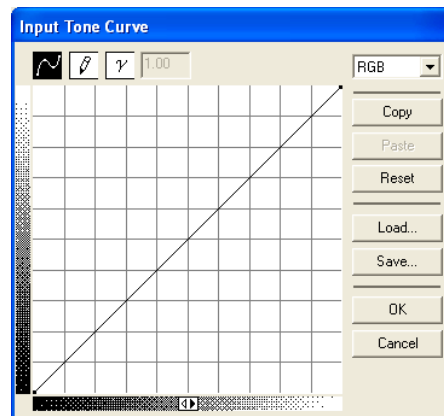 Input Tone Curve
γ 1.00 RGB
Copy
Paste
Reset
Load...
Save...
OK
Cancel